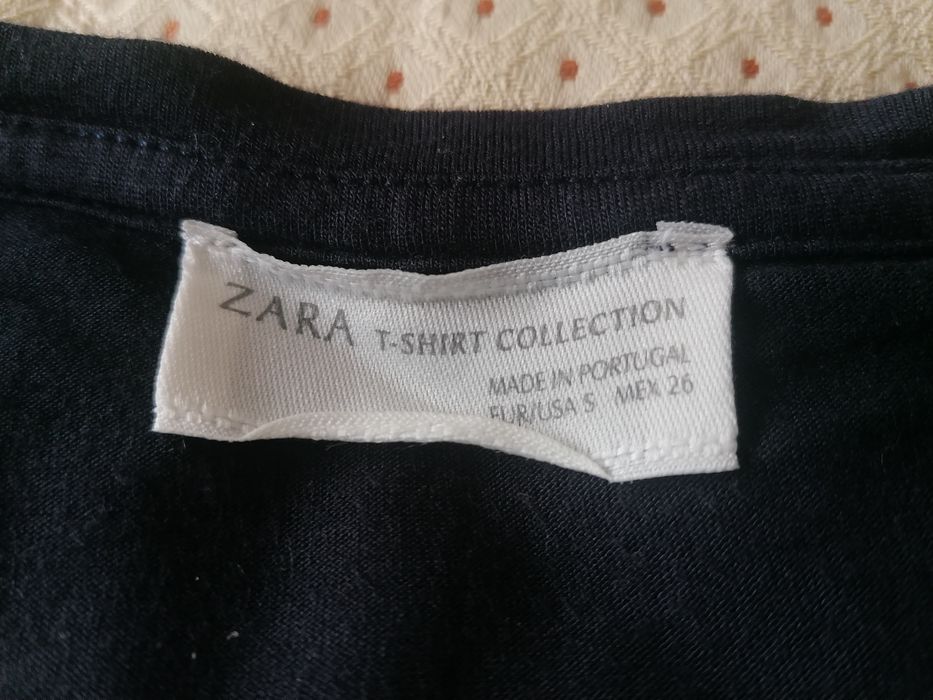 ZARA T-SHIRT COLLECTION
MADE IN PORTUGAL
EUR/USA S MEX 26